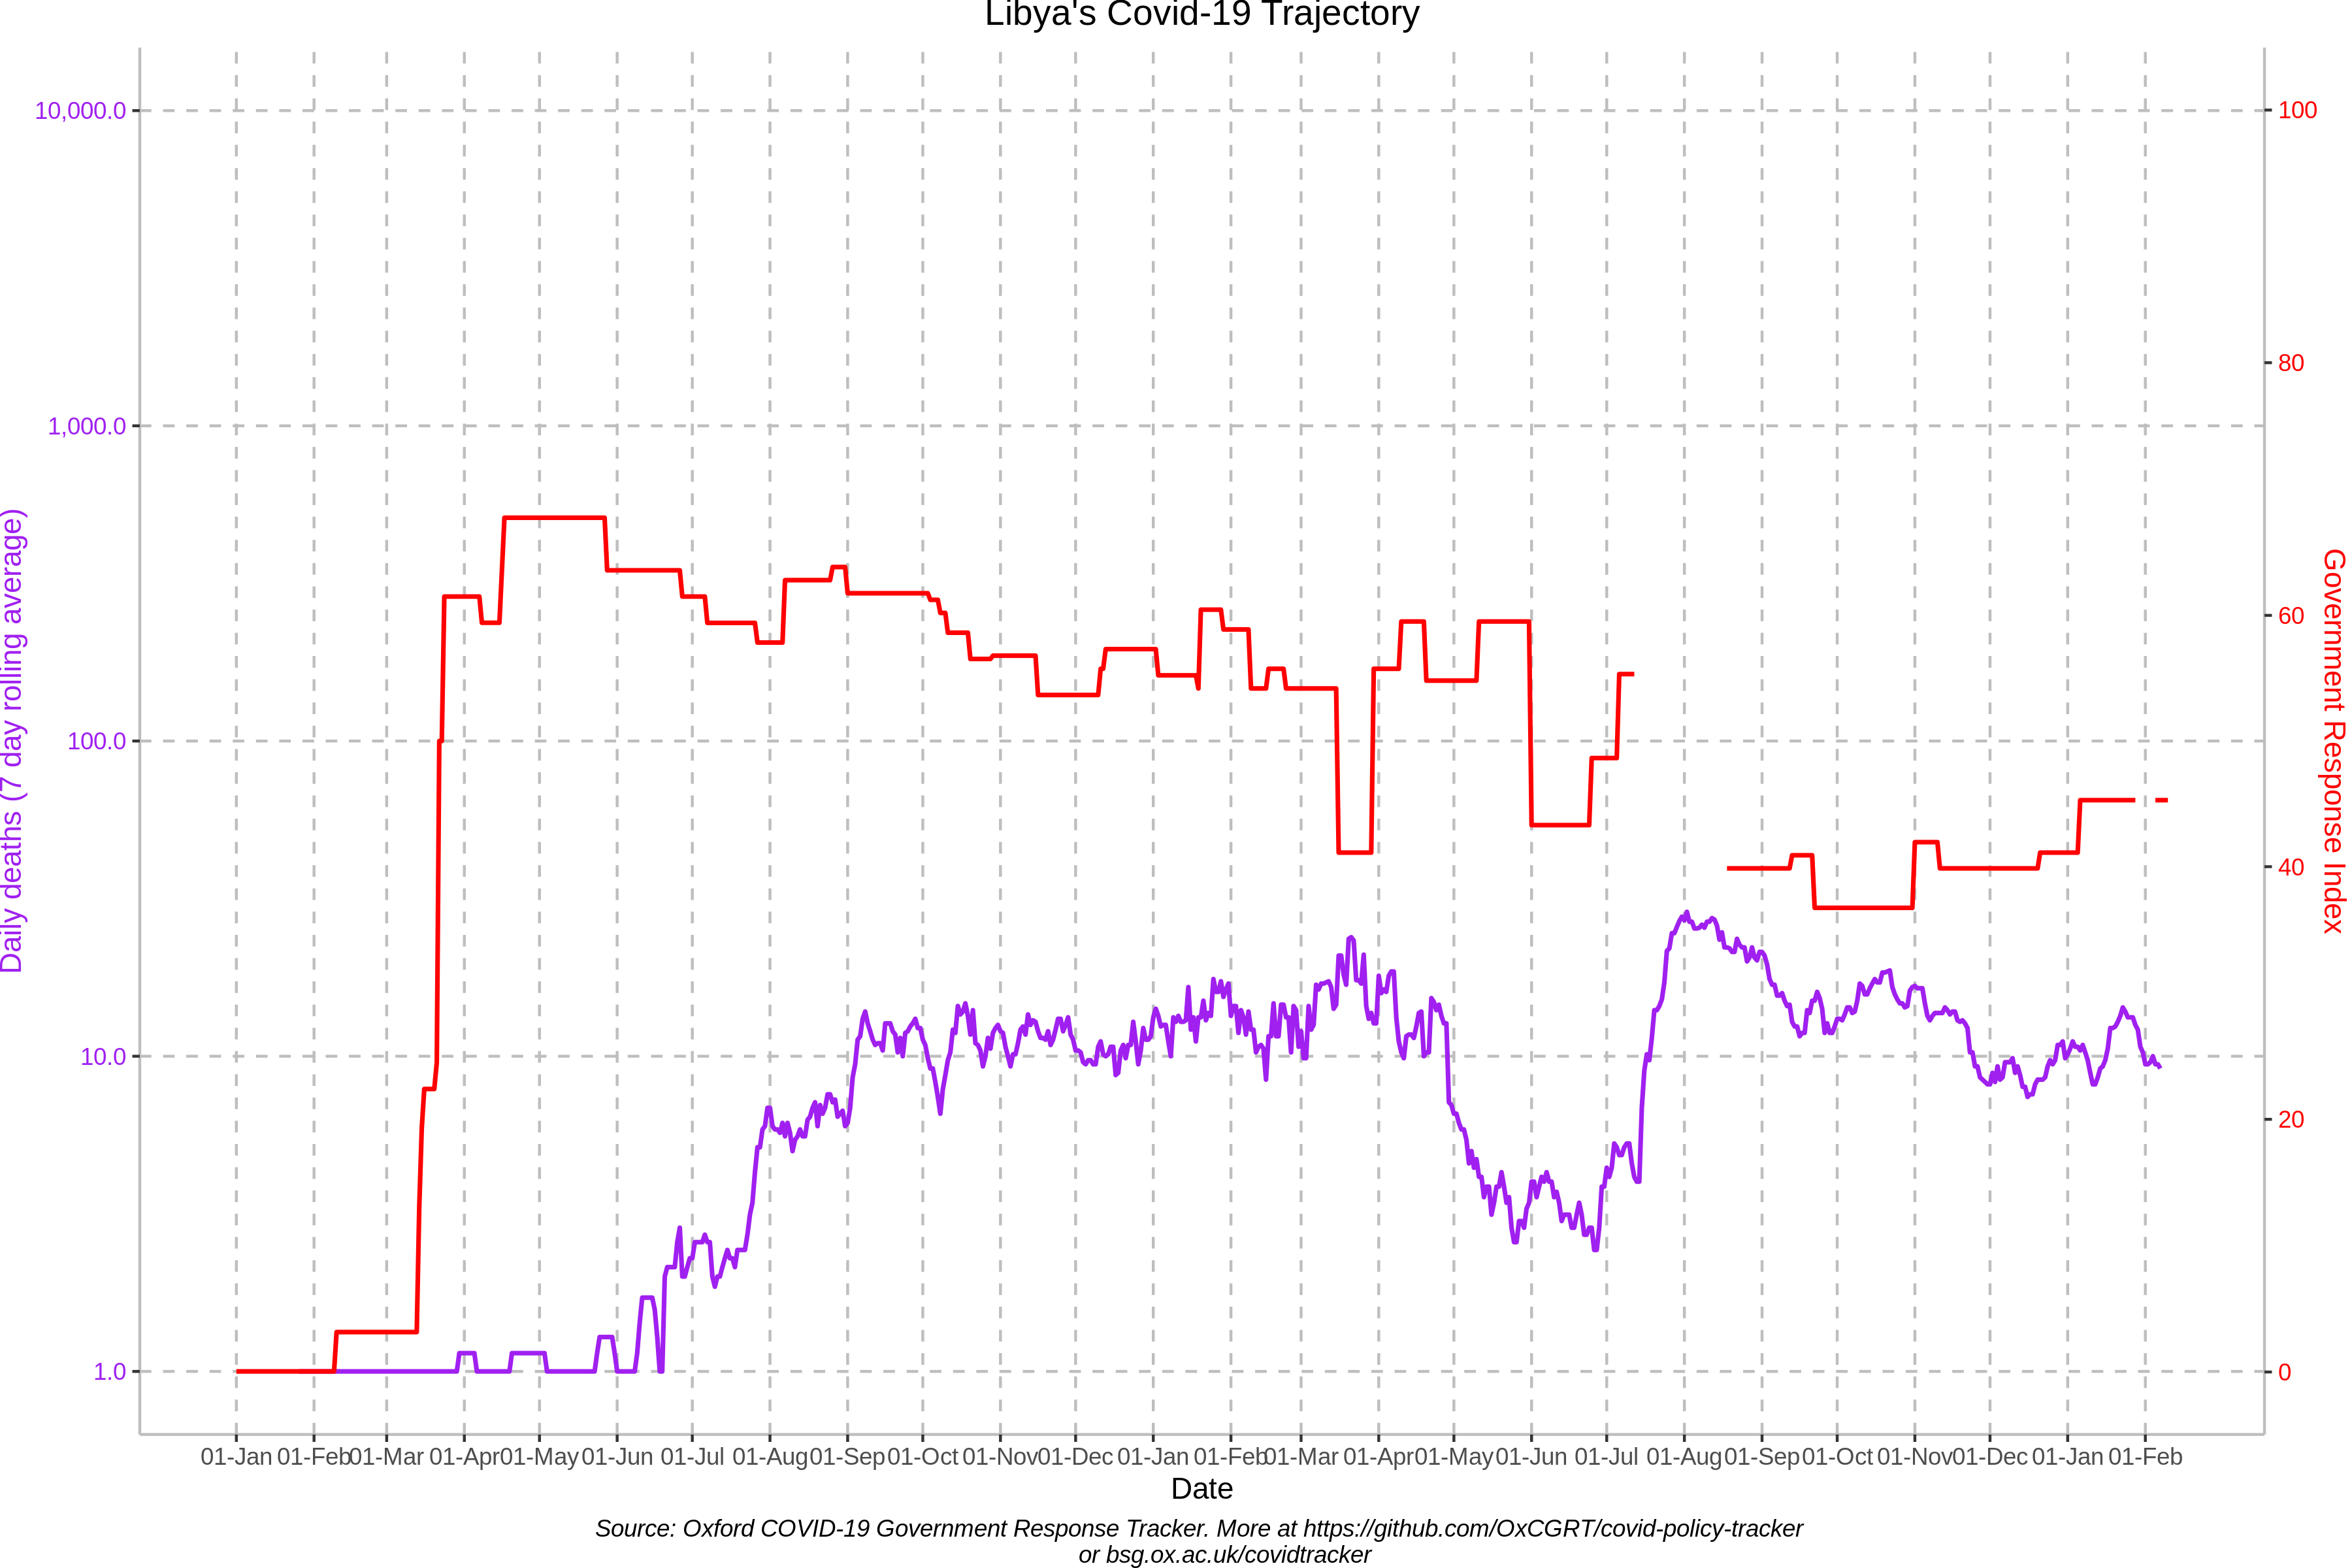 Libya's Covid-19 Trajectory
10,000.0
1,000.0
100.0
10.0
1.0
Daily deaths (7 day rolling average)
100
80
60
40
20
0
Government Response Index
01-Jan 01-Feb 01-Mar 01-Apr 01-May 01-Jun 01-Jul 01-Aug 01-Sep 01-Oct 01-Nov 01-Dec 01-Jan 01-Feb 01-Mar 01-Apr 01-May 01-Jun 01-Jul 01-Aug 01-Sep 01-Oct 01-Nov 01-Dec 01-Jan 01-Feb
Date
Source: Oxford COVID-19 Government Response Tracker. More at https://github.com/OxCGRT/covid-policy-tracker
or bsg.ox.ac.uk/covidtracker